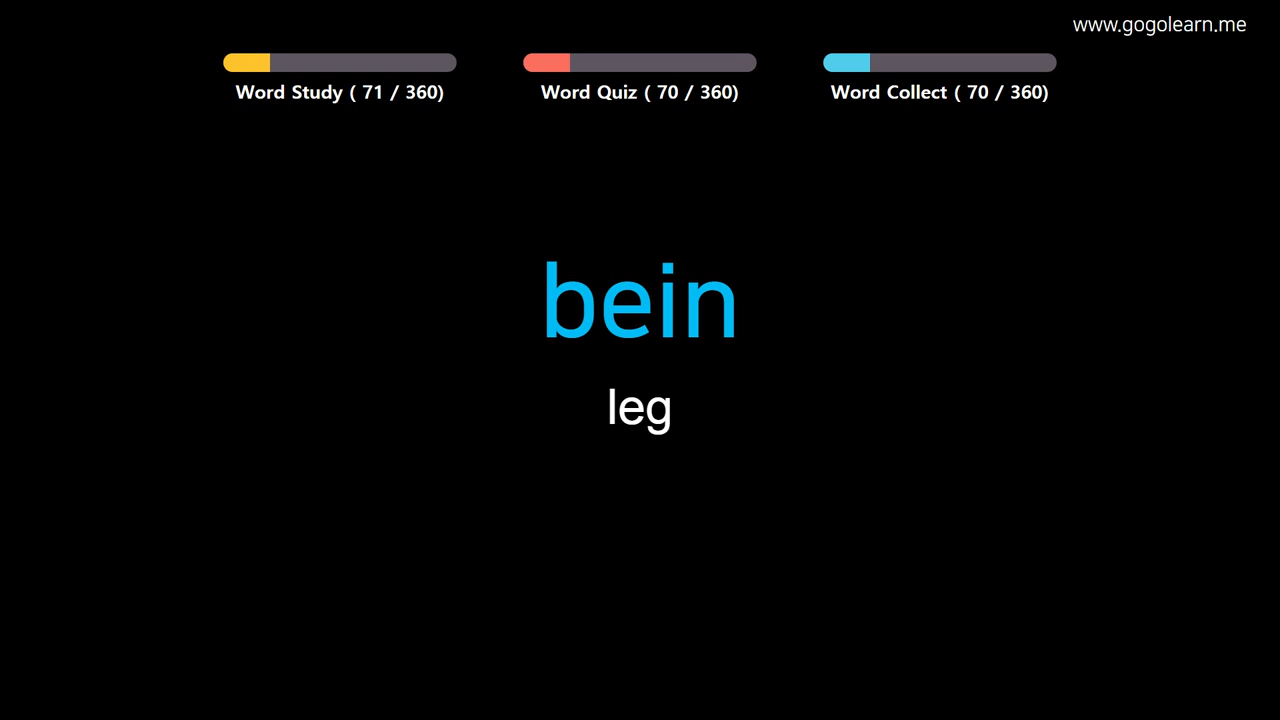 www.gogolearn.me
Word Study ( 71 / 360)
Word Quiz ( 70 / 360)
Word Collect ( 70 / 360)
bein
leg